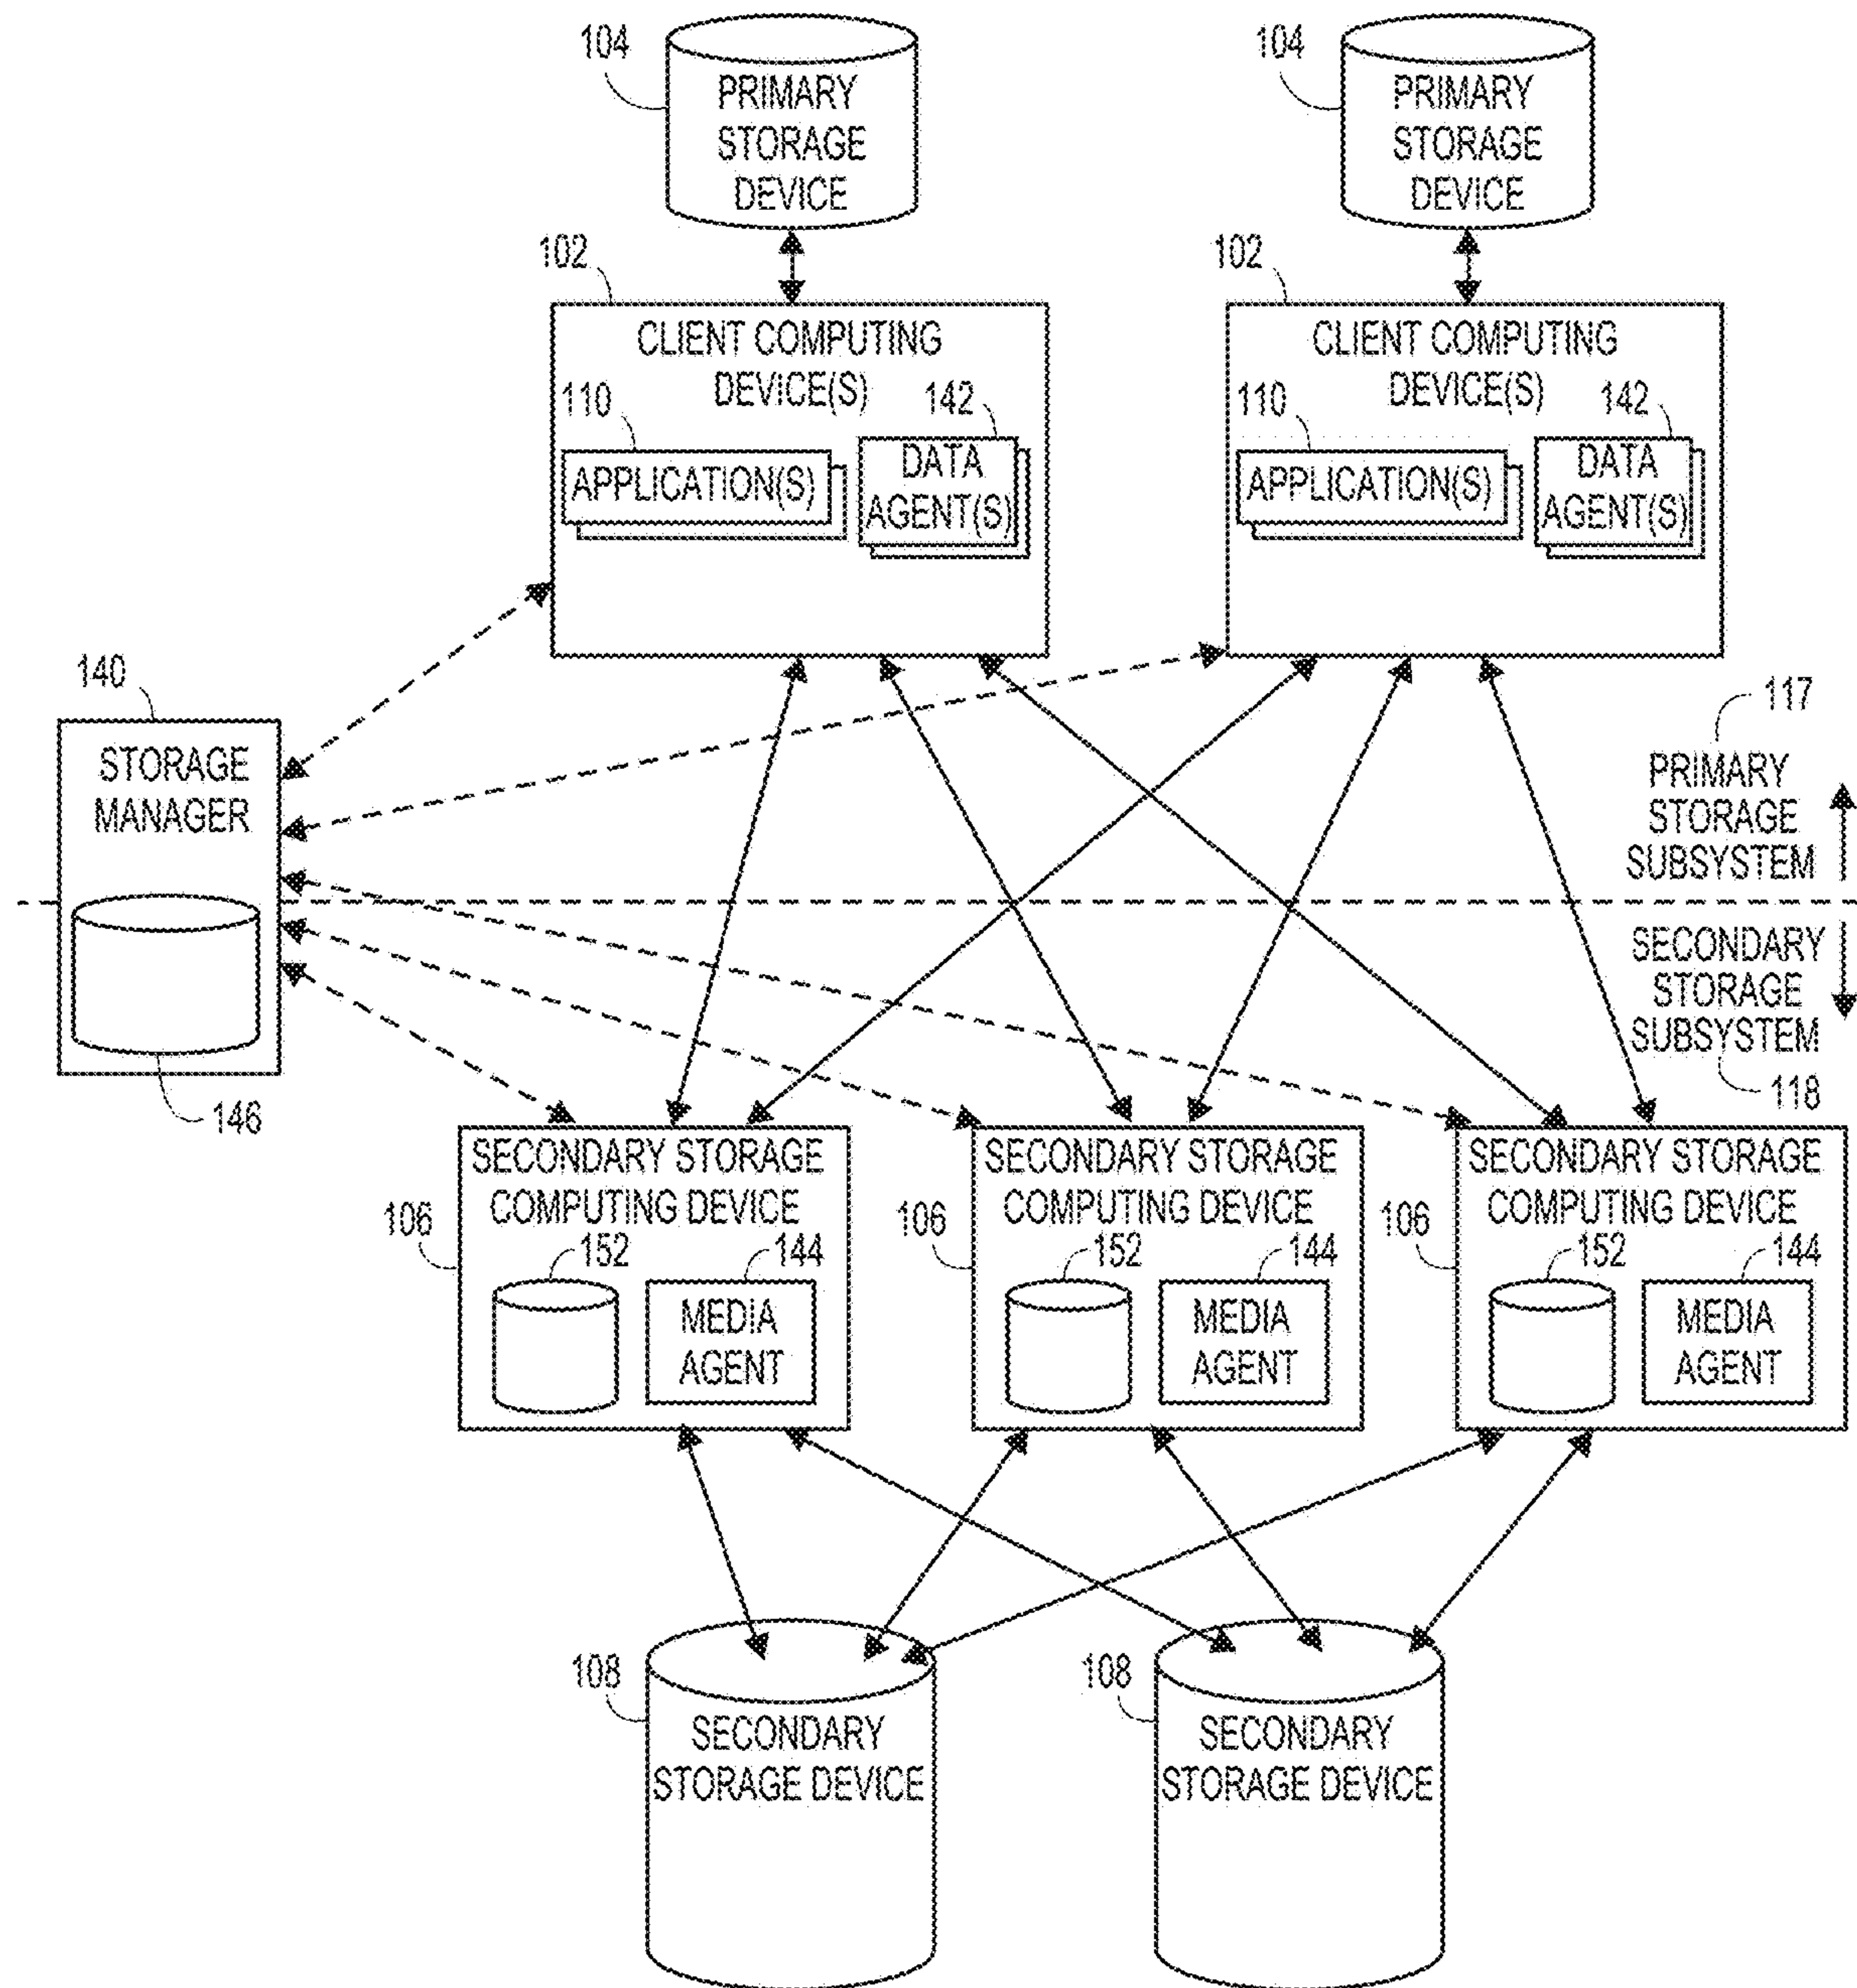 104
PRIMARY
STORAGE
DEVICE
104
PRIMARY
STORAGE
DEVICE
102
CLIENT COMPUTING
DEVICE(S)
110
142
APPLICATION(S)
DATA
AGENT(S)
102
CLIENT COMPUTING
DEVICE(S)
110
142
APPLICATION(S)
DATA
AGENT(S)
140
STORAGE
MANAGER
146
117
PRIMARY
STORAGE
SUBSYSTEM
SECONDARY
STORAGE
SUBSYSTEM
118
SECONDARY STORAGE
COMPUTING DEVICE
106
152
144
MEDIA
AGENT
SECONDARY STORAGE
COMPUTING DEVICE
106
152
144
MEDIA
AGENT
SECONDARY STORAGE
COMPUTING DEVICE
106
152
144
MEDIA
AGENT
108
SECONDARY
STORAGE DEVICE
108
SECONDARY
STORAGE DEVICE